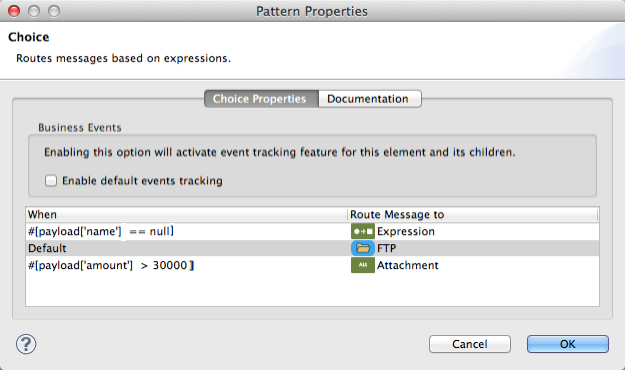 Pattern Properties
Choice
Routes messages based on expressions.
Choice Properties Documentation
Business Events
Enabling this option will activate event tracking feature for this element and its children.
Enable default events tracking
When Route Message to
#[payload['name'] == null] Expression
Default FTP
#[payload['amount'] > 30000] Attachment
? Cancel OK